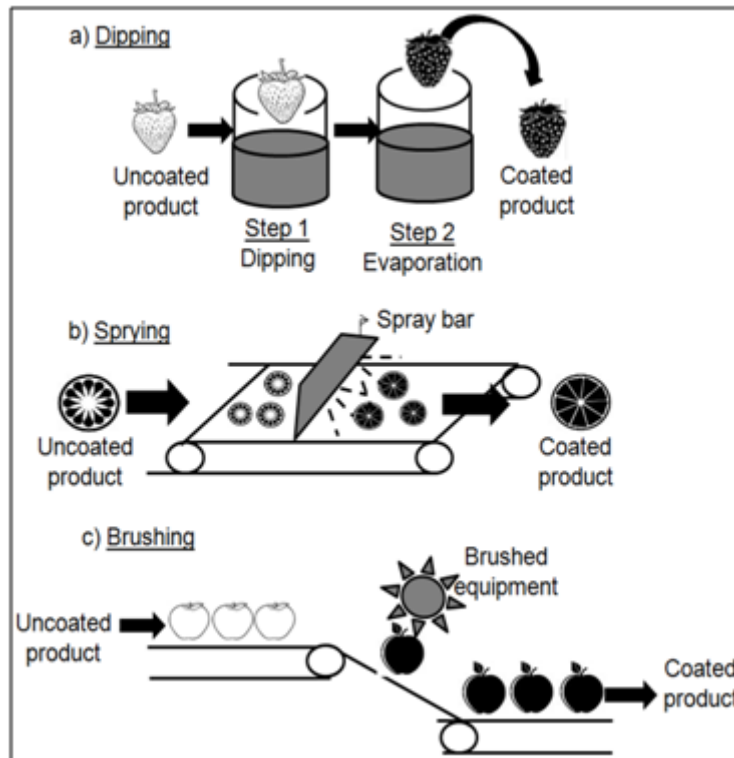 a) Dipping
Uncoated
product
Step 1
Dipping
Step 2
Evaporation
Coated
product
b) Sprying
Spray bar
Uncoated
product
Coated
product
c) Brushing
Brushed
equipment
Uncoated
product
Coated
product